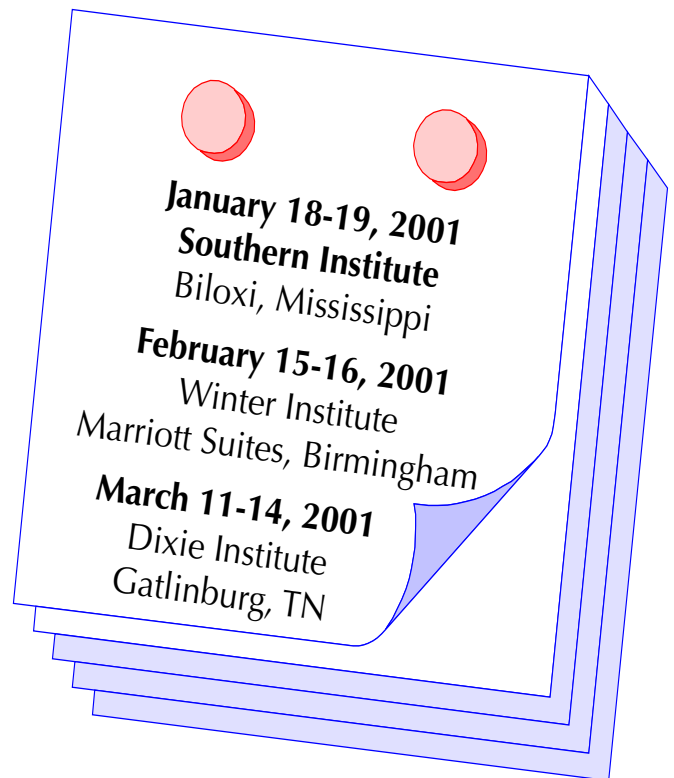 January 18-19, 2001
Southern Institute
Biloxi, Mississippi
February 15-16, 2001
Winter Institute
Marriott Suites, Birmingham
March 11-14, 2001
Dixie Institute
Gatlinburg, TN